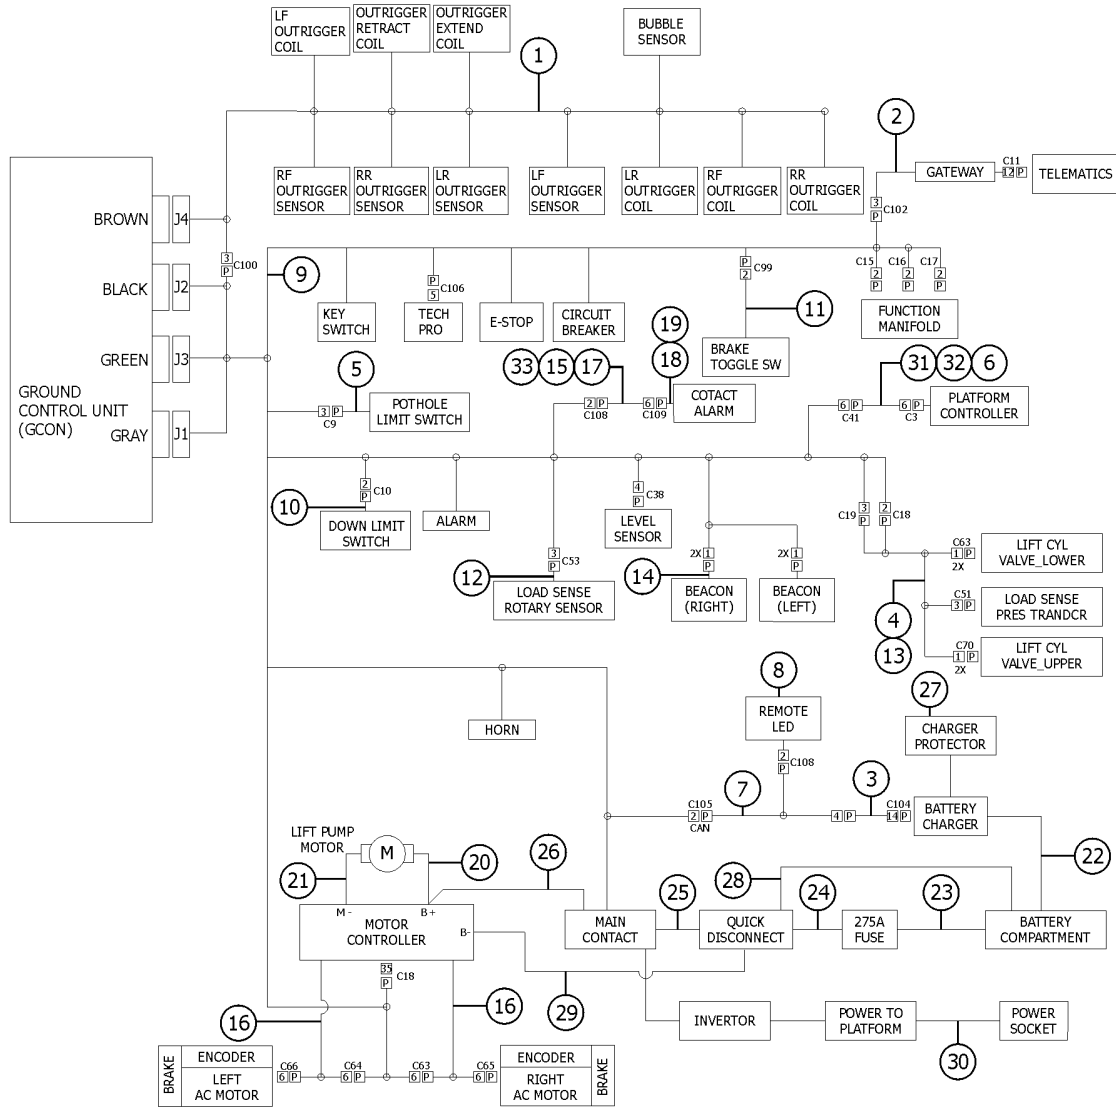 LF
OUTRIGGER
COIL
OUTRIGGER
RETRACT
COIL
OUTRIGGER
EXTEND
COIL
BUBBLE
SENSOR
1
2
RF
OUTRIGGER
SENSOR
RR
OUTRIGGER
SENSOR
LR
OUTRIGGER
SENSOR
LF
OUTRIGGER
SENSOR
LR
OUTRIGGER
COIL
RF
OUTRIGGER
COIL
RR
OUTRIGGER
COIL
GATEWAY
C11
12 P
TELEMATICS
3
P
C102
BROWN
J4
BLACK
J2
GREEN
J3
GRAY
J1
GROUND
CONTROL UNIT
(GCON)
3
P
C100
9
KEY
SWITCH
P
5
C106
TECH
PRO
E-STOP
CIRCUIT
BREAKER
P
2
C99
11
BRAKE
TOGGLE SW
C15
2
P
C16
2
P
C17
2
P
FUNCTION
MANIFOLD
5
3 P
C9
POTHOLE
LIMIT SWITCH
33
15
17
19
18
2 P
C108
6 P
C109
COTACT
ALARM
31
32
6
6 P
C41
6 P
C3
PLATFORM
CONTROLLER
2
P
C10
10
DOWN LIMIT
SWITCH
ALARM
3
P
C53
12
LOAD SENSE
ROTARY SENSOR
4
P
C38
LEVEL
SENSOR
14
2X
1
P
BEACON
(RIGHT)
2X
1
P
BEACON
(LEFT)
C19
3
P
2
P
C18
C63
1 P
2X
LIFT CYL
VALVE_LOWER
4
13
C51
3 P
LOAD SENSE
PRES TRANDCR
C70
1 P
2X
LIFT CYL
VALVE_UPPER
HORN
8
REMOTE
LED
2
P
C108
27
CHARGER
PROTECTOR
C105
2 P
CAN
7
4 P
3
C104
14 P
BATTERY
CHARGER
22
LIFT PUMP
MOTOR
M
21
20
26
M -
B+
B-
MOTOR
CONTROLLER
35
P
C18
MAIN
CONTACT
25
28
QUICK
DISCONNECT
24
275A
FUSE
23
BATTERY
COMPARTMENT
29
16
16
INVERTOR
POWER TO
PLATFORM
30
POWER
SOCKET
BRAKE
ENCODER
LEFT
AC MOTOR
C66
6 P
C64
6 P
C63
6 P
C65
6 P
ENCODER
RIGHT
AC MOTOR
BRAKE